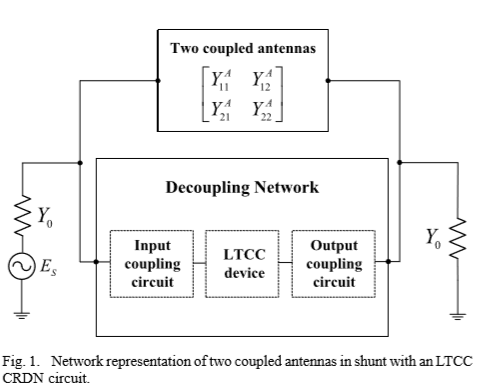 Two coupled antennas
Y₁₁ᴬ Y₁₂ᴬ
Y₂₁ᴬ Y₂₂ᴬ
Decoupling Network
Y₀
Y₀
Input
coupling
circuit
LTCC
device
Output
coupling
circuit
E_S
Fig. 1. Network representation of two coupled antennas in shunt with an LTCC
CRDN circuit.